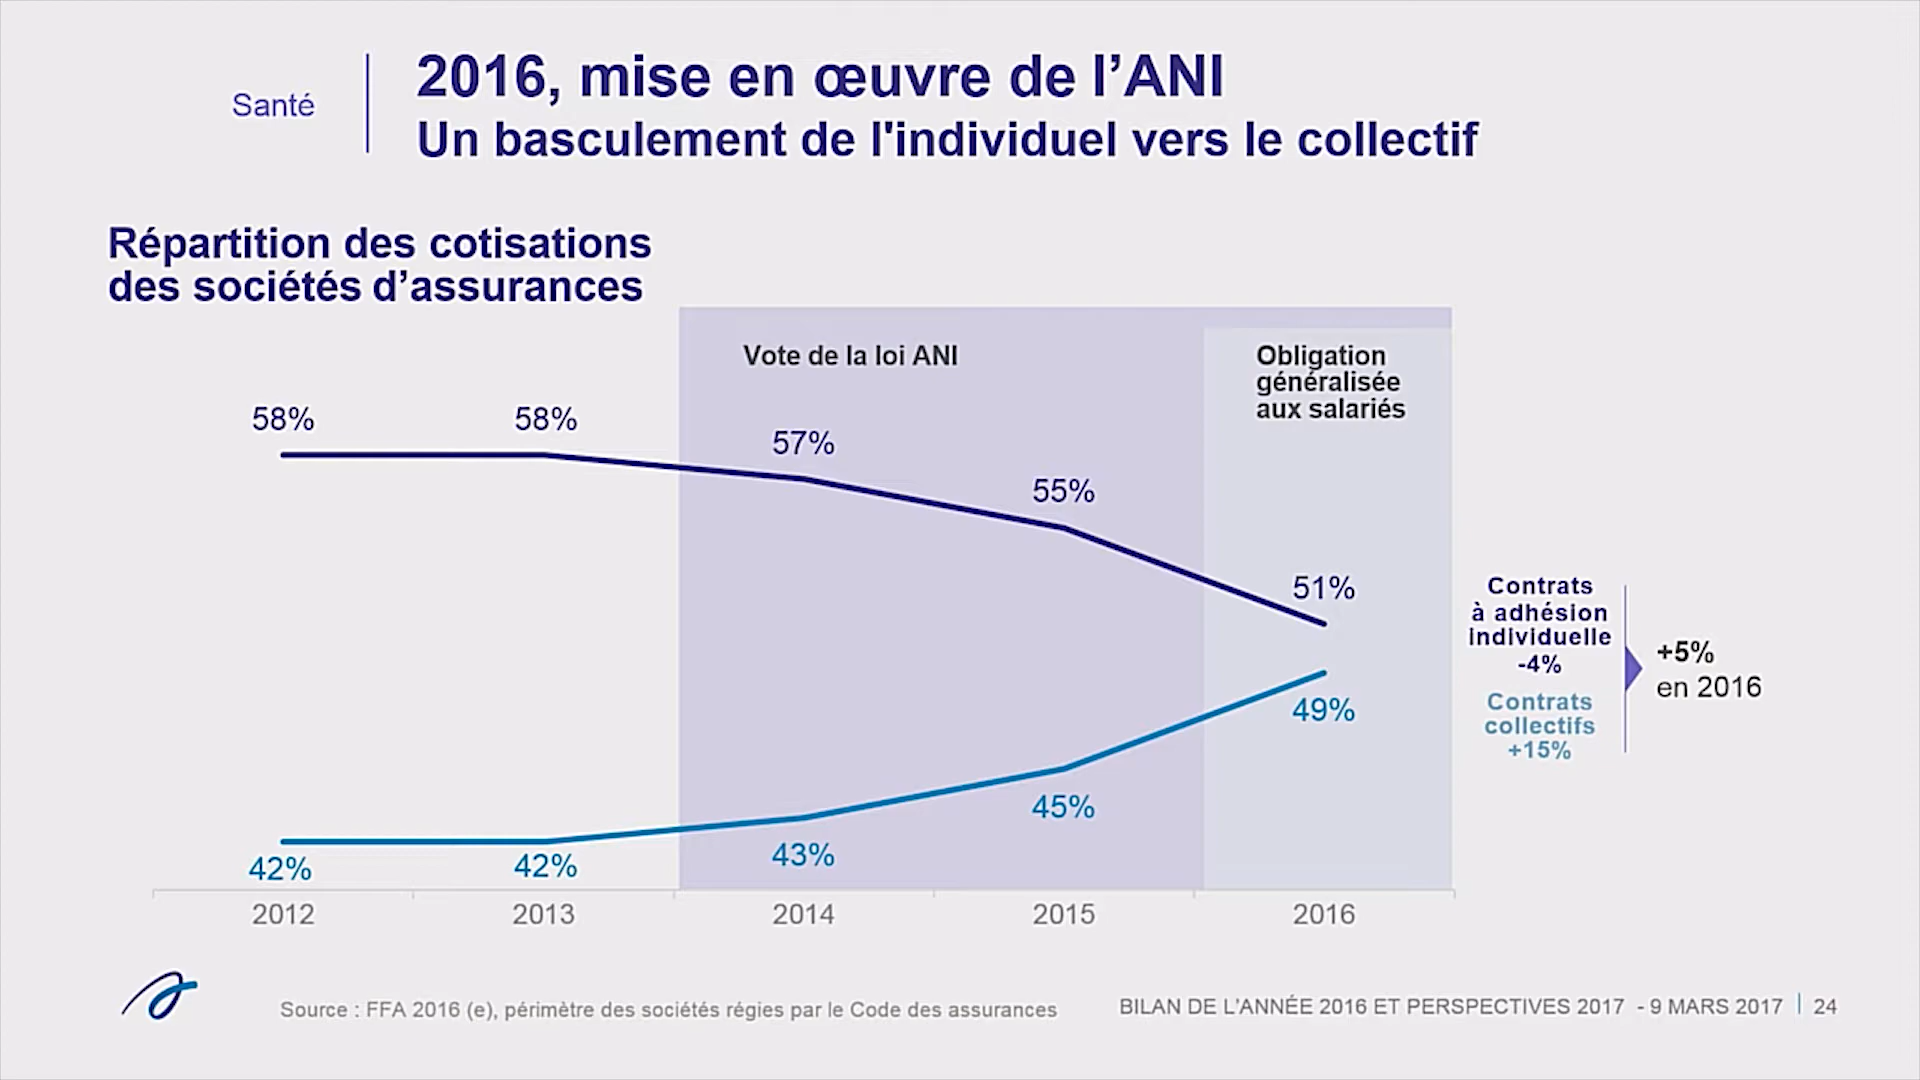 Santé
2016, mise en œuvre de l’ANI
Un basculement de l'individuel vers le collectif
Répartition des cotisations
des sociétés d’assurances
Vote de la loi ANI
Obligation
généralisée
aux salariés
58%
58%
57%
55%
51%
42%
42%
43%
45%
49%
2012
2013
2014
2015
2016
Contrats
à adhésion
individuelle
-4%
Contrats
collectifs
+15%
+5%
en 2016
Source : FFA 2016 (e), périmètre des sociétés régies par le Code des assurances
BILAN DE L'ANNÉE 2016 ET PERSPECTIVES 2017 - 9 MARS 2017 | 24